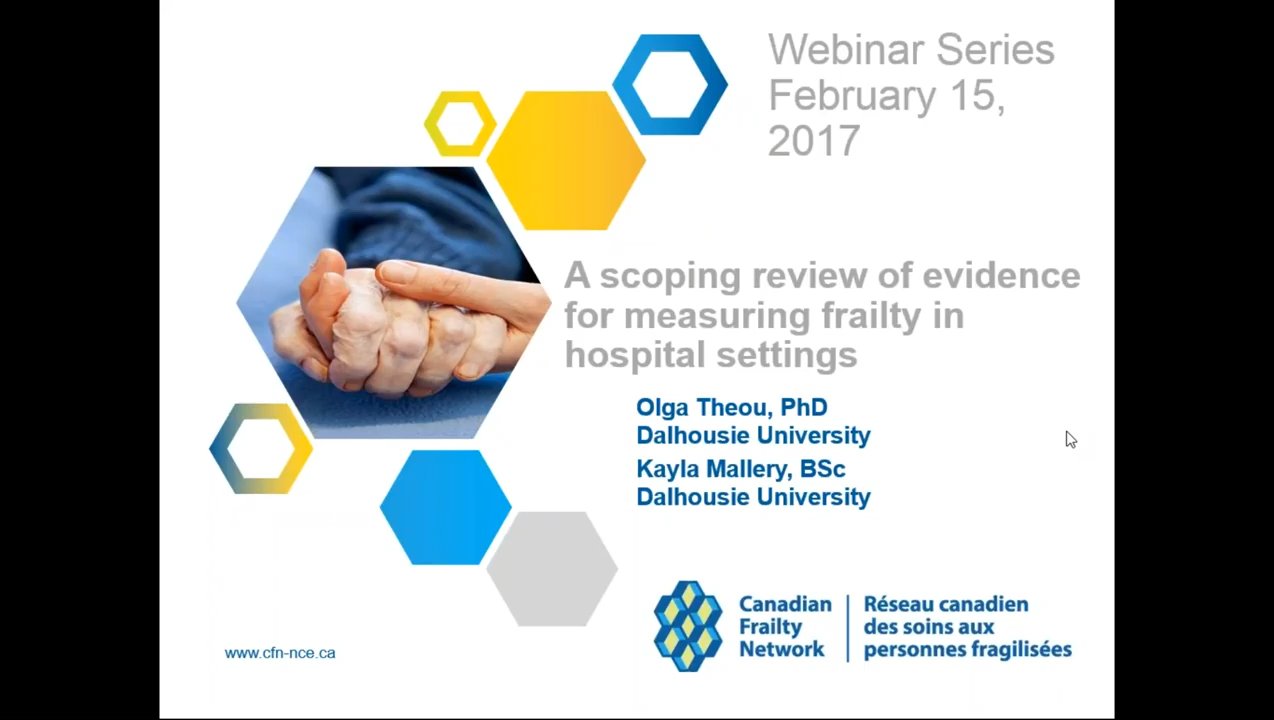 Webinar Series
February 15,
2017
A scoping review of evidence
for measuring frailty in
hospital settings
Olga Theou, PhD
Dalhousie University
Kayla Mallery, BSc
Dalhousie University
Canadian
Frailty
Network
Réseau canadien
des soins aux
personnes fragilisées
www.cfn-nce.ca